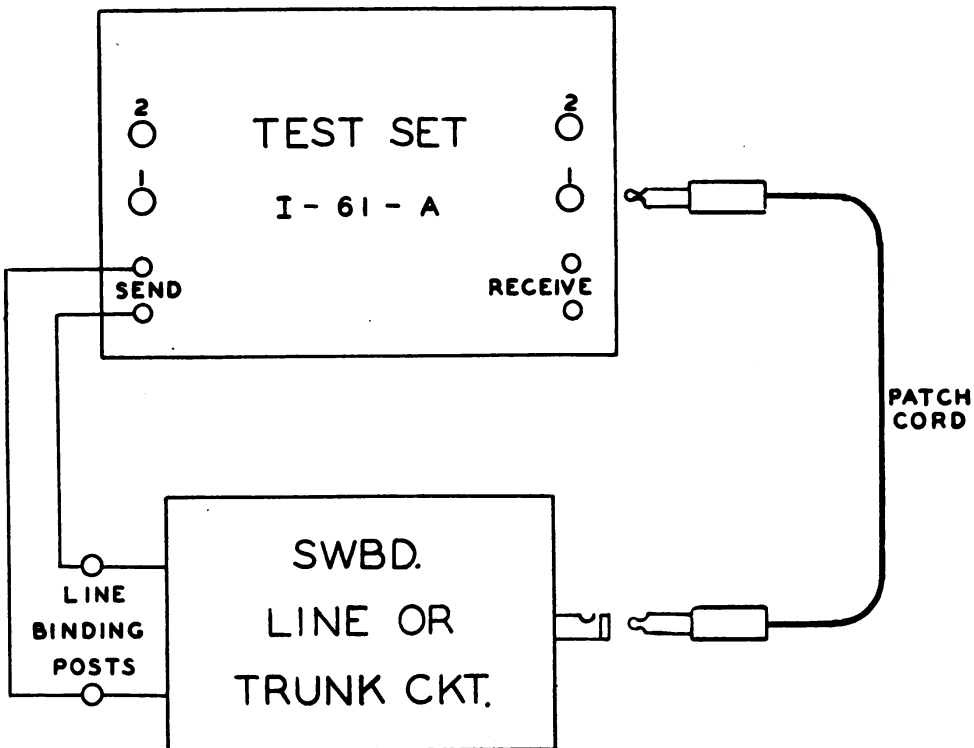 2 2
TEST SET
1 1
I - 61 - A
SEND RECEIVE
PATCH
CORD
SWBD.
LINE OR
TRUNK CKT.
LINE
BINDING
POSTS